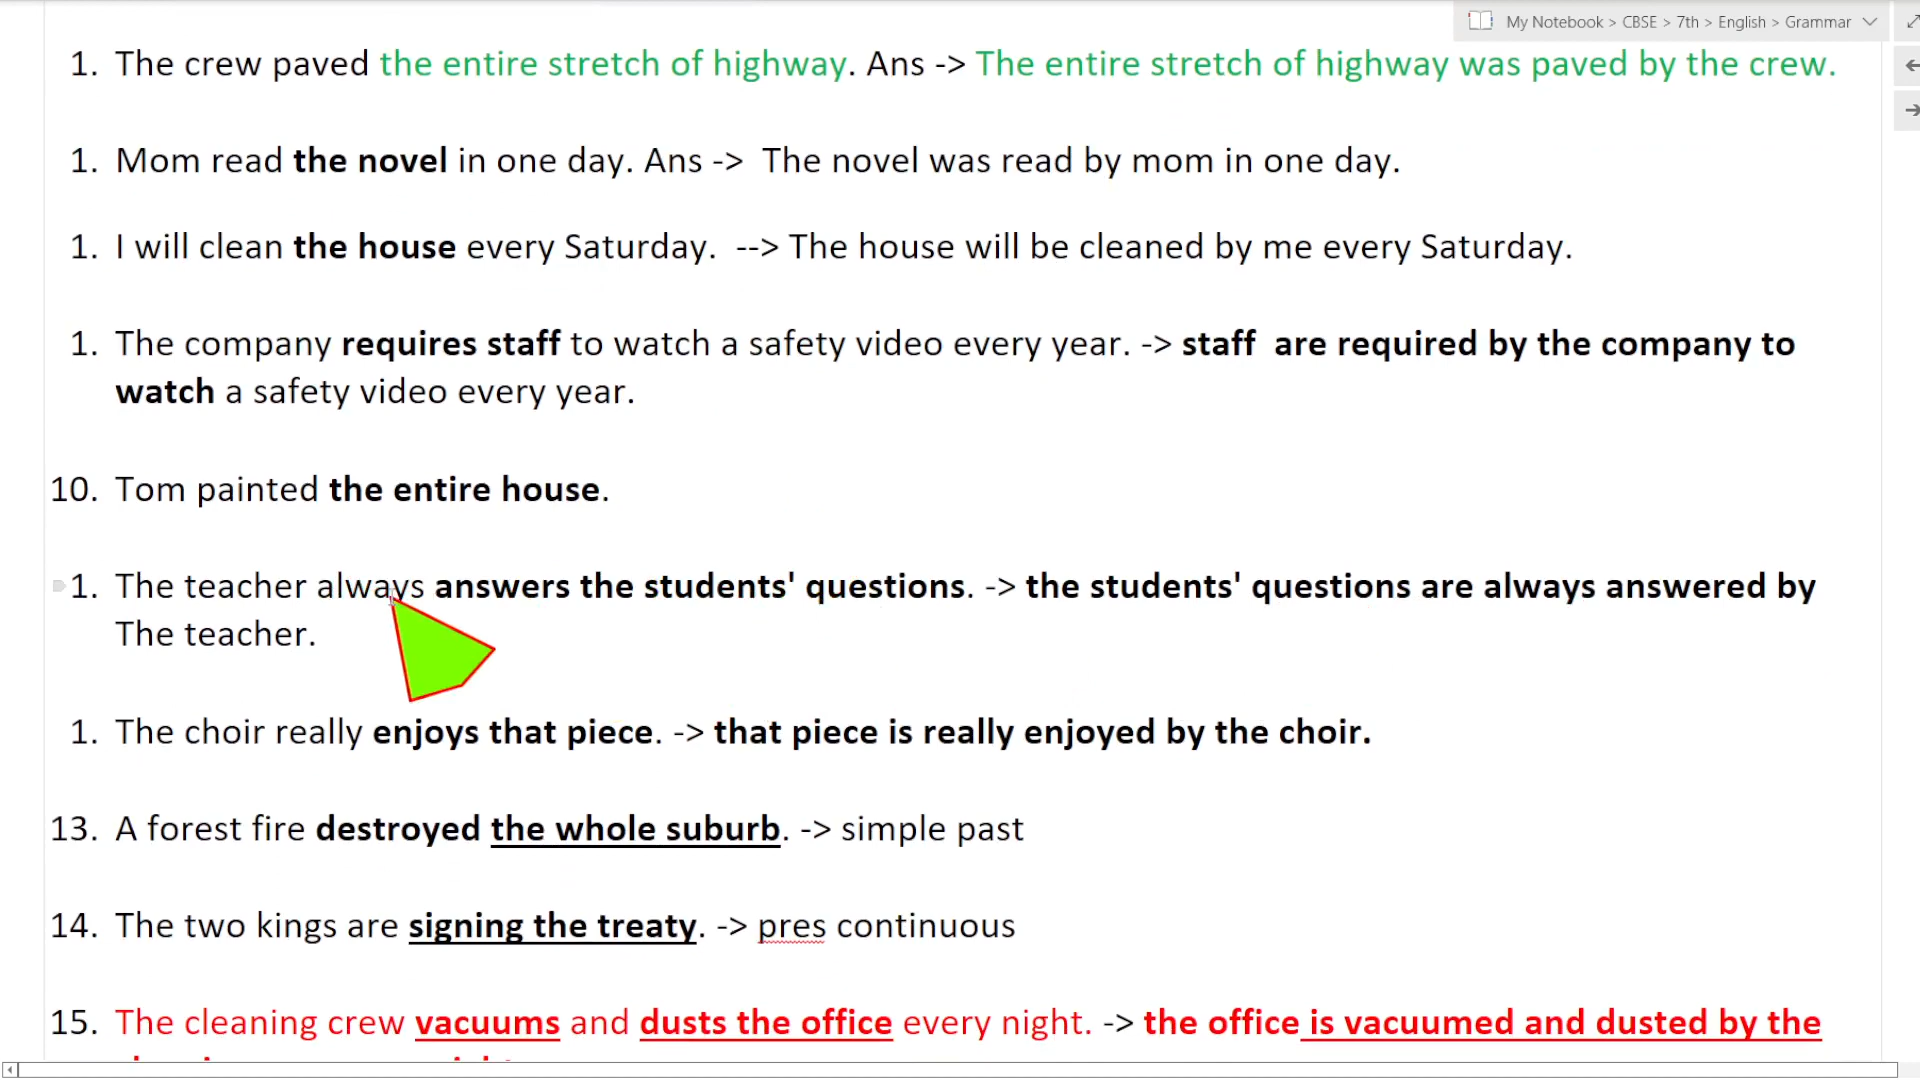 My Notebook > CBSE > 7th > English > Grammar
1. The crew paved the entire stretch of highway. Ans -> The entire stretch of highway was paved by the crew.
1. Mom read the novel in one day. Ans -> The novel was read by mom in one day.
1. I will clean the house every Saturday. --> The house will be cleaned by me every Saturday.
1. The company requires staff to watch a safety video every year. -> staff are required by the company to
watch a safety video every year.
10. Tom painted the entire house.
1. The teacher always answers the students' questions. -> the students' questions are always answered by
The teacher.
1. The choir really enjoys that piece. -> that piece is really enjoyed by the choir.
13. A forest fire destroyed the whole suburb. -> simple past
14. The two kings are signing the treaty. -> pres continuous
15. The cleaning crew vacuums and dusts the office every night. -> the office is vacuumed and dusted by the